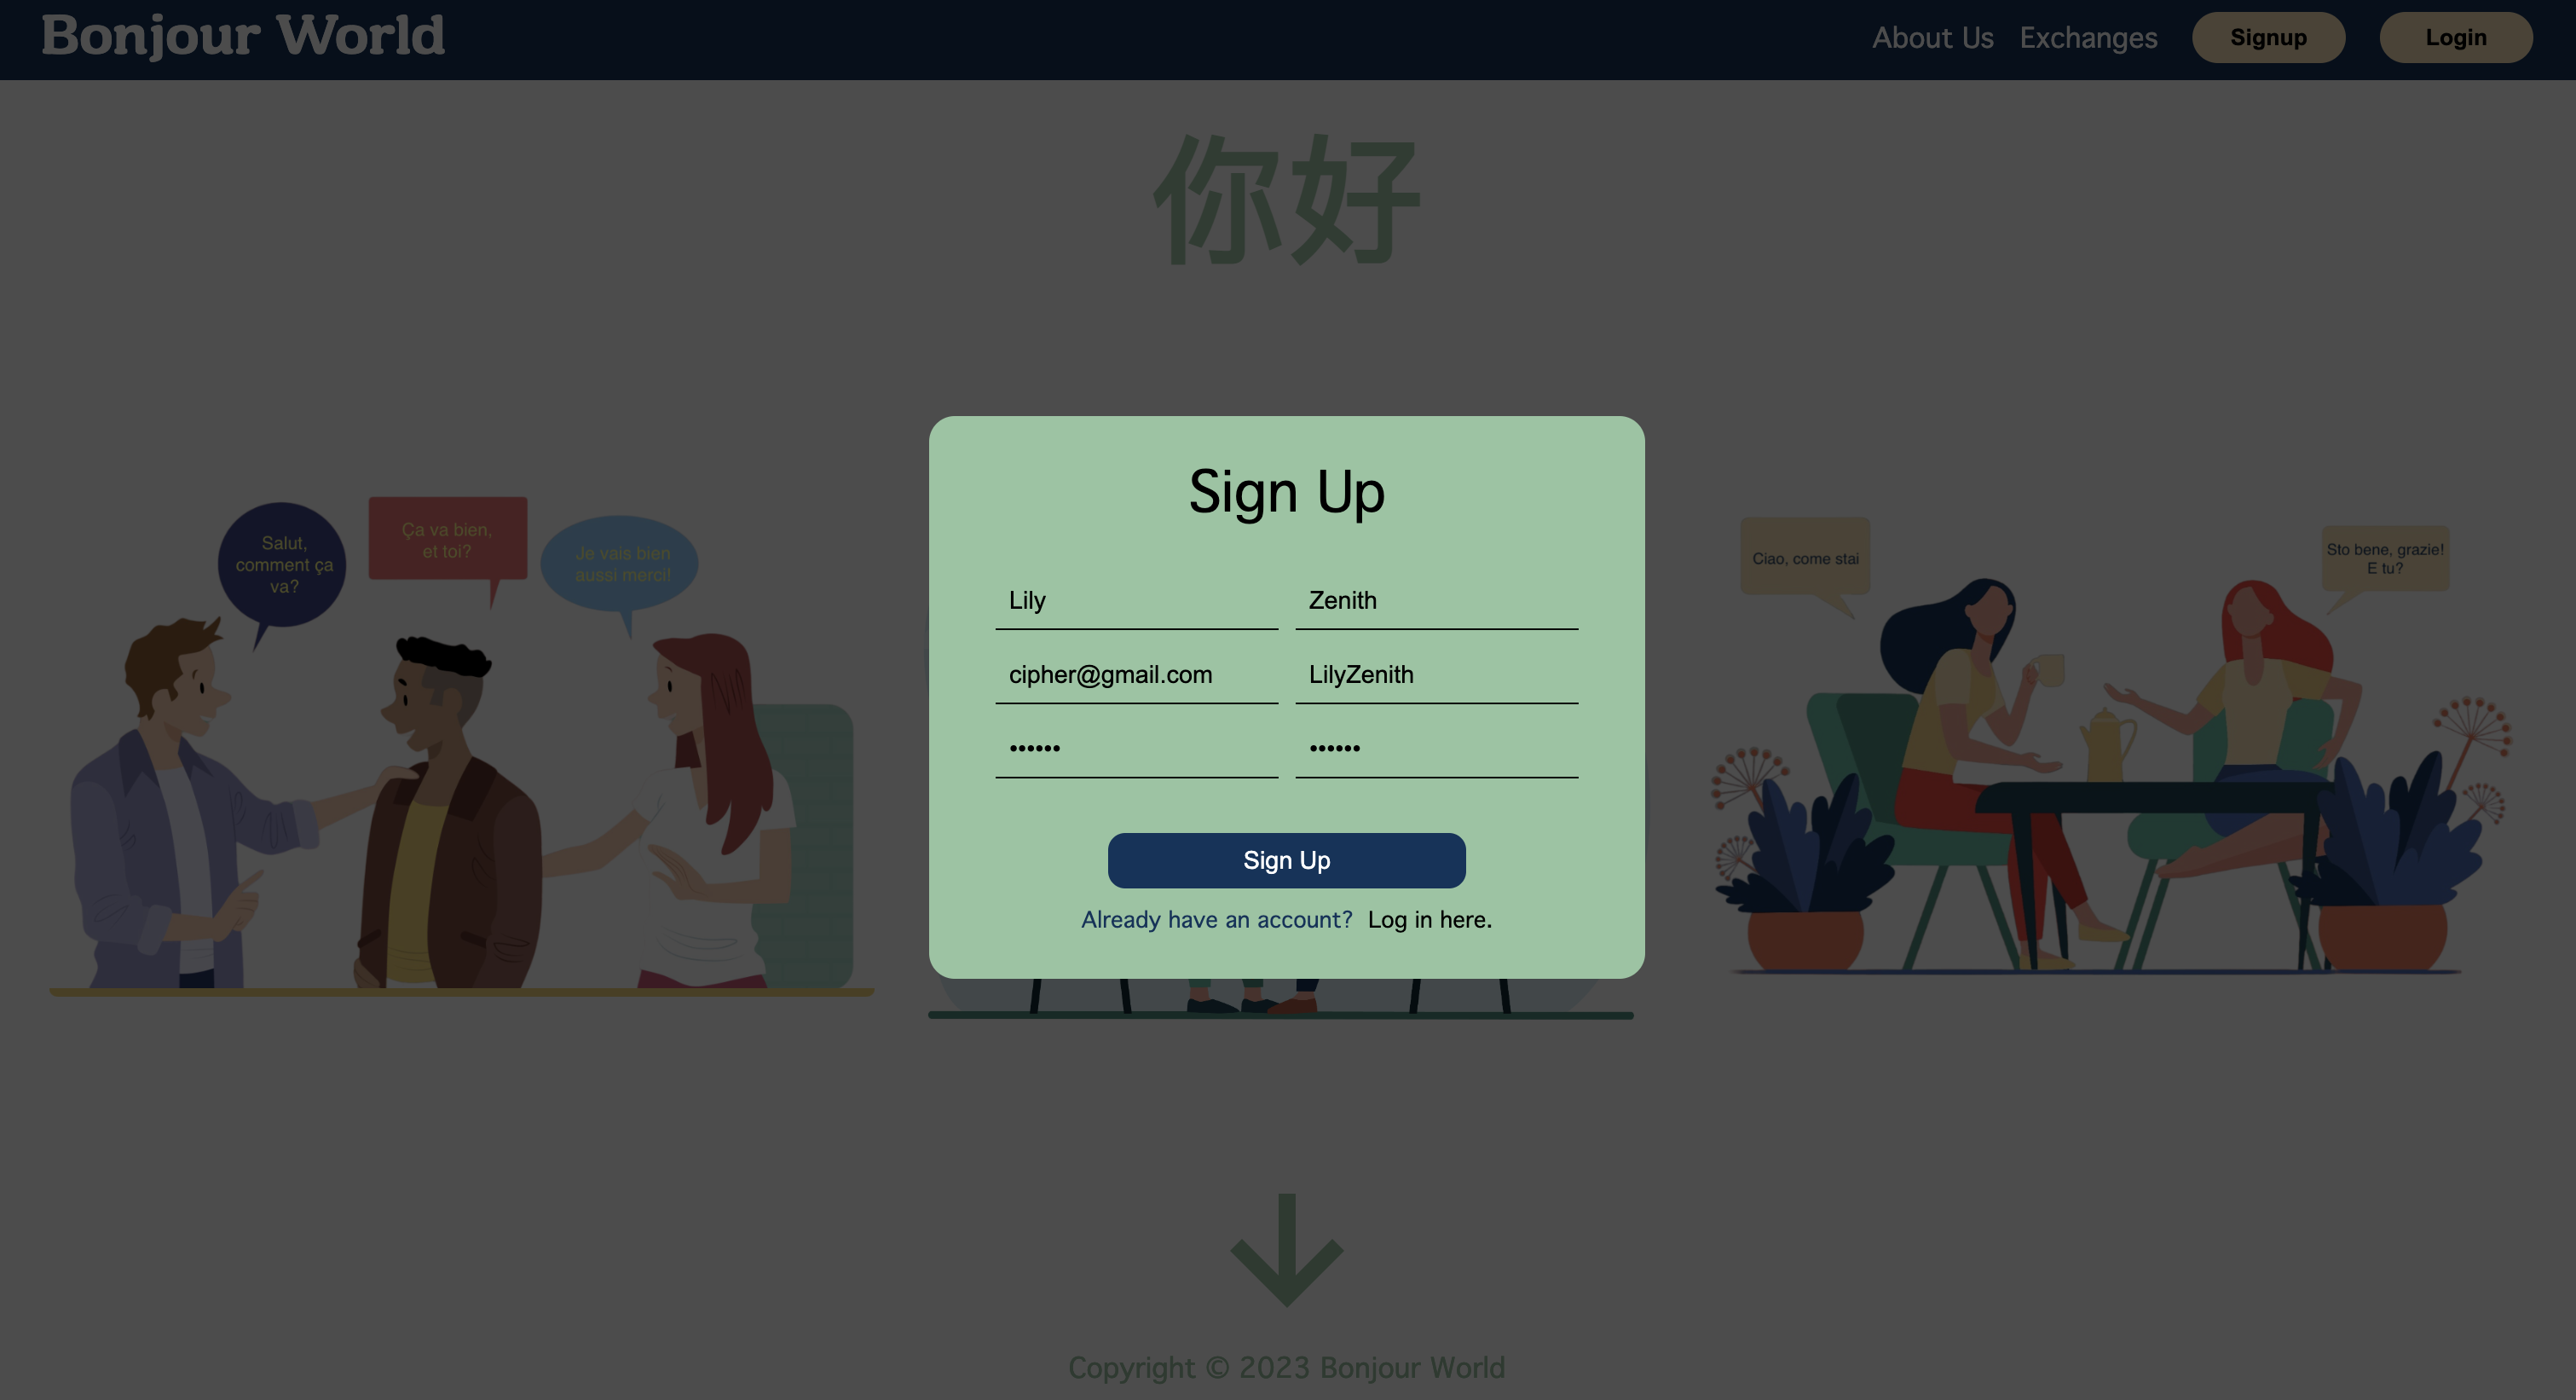 Bonjour World
About Us
Exchanges
Signup
Login
你好
Salut,
comment ça
va?
Ça va bien,
et toi?
Je vais bien
aussi merci!
Ciao, come stai
Sto bene, grazie!
E tu?
Sign Up
Lily
Zenith
cipher@gmail.com
LilyZenith
••••••
••••••
Sign Up
Already have an account? Log in here.
Copyright © 2023 Bonjour World